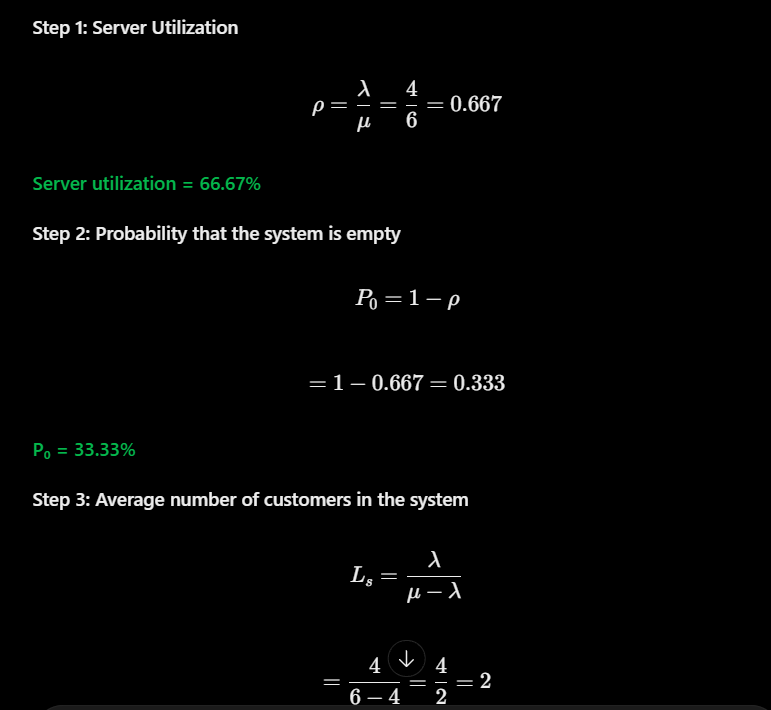 Step 1: Server Utilization
ρ = λ/μ = 4/6 = 0.667
Server utilization = 66.67%
Step 2: Probability that the system is empty
P₀ = 1 − ρ
= 1 − 0.667 = 0.333
P₀ = 33.33%
Step 3: Average number of customers in the system
Lₛ = λ/(μ − λ)
= 4/(6 − 4) = 4/2 = 2